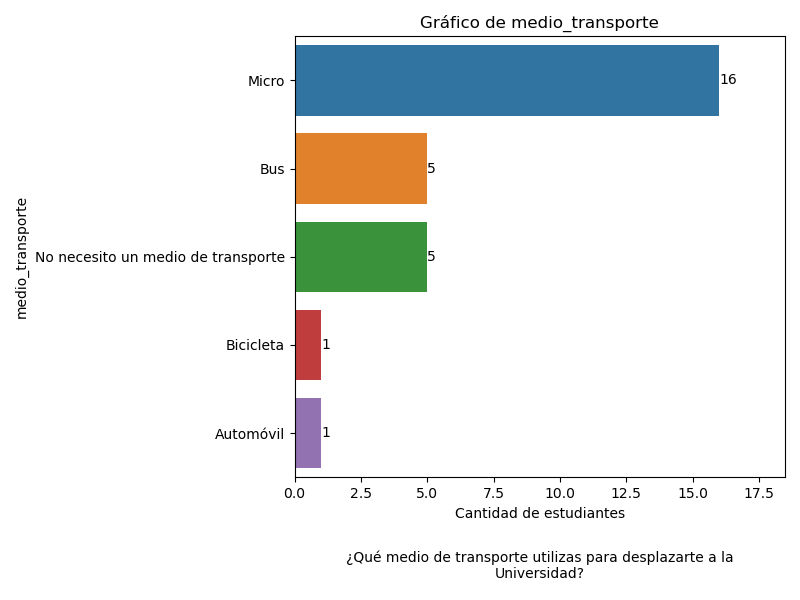 Gráfico de medio_transporte
Micro
16
Bus
5
No necesito un medio de transporte
5
Bicicleta
1
Automóvil
1
medio_transporte
0.0 2.5 5.0 7.5 10.0 12.5 15.0 17.5
Cantidad de estudiantes
¿Qué medio de transporte utilizas para desplazarte a la
Universidad?